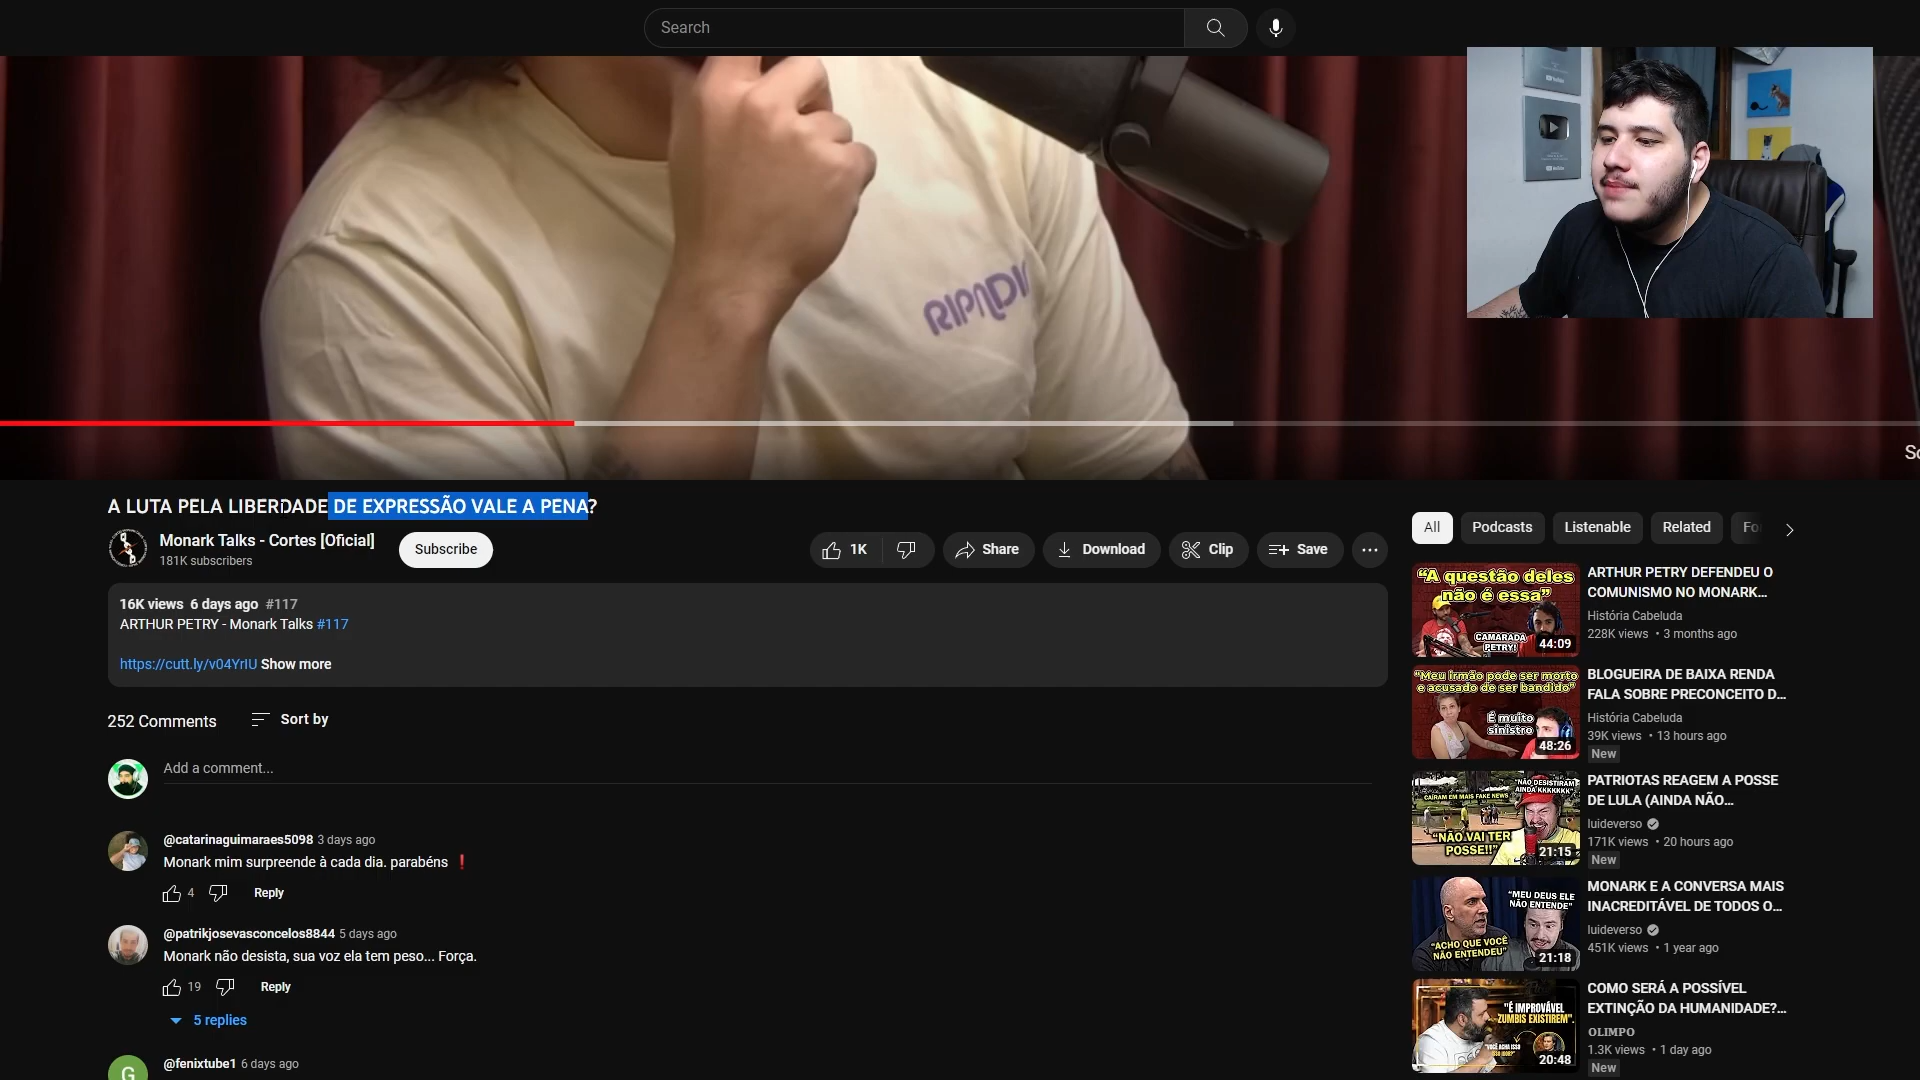 Search
RIPNDIP
A LUTA PELA LIBERDADE DE EXPRESSÃO VALE A PENA?
Monark Talks - Cortes [Oficial]
181K subscribers
Subscribe
1K
Share
Download
Clip
Save
16K views 6 days ago #117
ARTHUR PETRY - Monark Talks #117
https://cutt.ly/v04YrIU Show more
252 Comments
Sort by
Add a comment...
@catarinaguimaraes5098 3 days ago
Monark mim surpreende à cada dia. parabéns ❗
4
Reply
@patrikjosevasconcelos8844 5 days ago
Monark não desista, sua voz ela tem peso... Força.
19
Reply
5 replies
G
@fenixtube1 6 days ago
All
Podcasts
Listenable
Related
"A questão deles
não é essa"
CAMARADA
PETRY!
44:09
ARTHUR PETRY DEFENDEU O
COMUNISMO NO MONARK...
História Cabeluda
228K views • 3 months ago
"Meu irmão pode ser morto
e acusado de ser bandido"
É muito
sinistro
48:26
BLOGUEIRA DE BAIXA RENDA
FALA SOBRE PRECONCEITO D...
História Cabeluda
39K views • 13 hours ago
New
"NÃO DESISTIRAM
AINDA KKKKKKK"
CAÍRAM EM MAIS FAKE NEWS
"NÃO VAI TER
POSSE!!"
21:15
PATRIOTAS REAGEM A POSSE
DE LULA (AINDA NÃO...
luideverso
171K views • 20 hours ago
New
"MEU DEUS ELE
NÃO ENTENDE"
"ACHO QUE VOCÊ
NÃO ENTENDEU"
21:18
MONARK E A CONVERSA MAIS
INACREDITÁVEL DE TODOS O...
luideverso
451K views • 1 year ago
"É IMPROVÁVEL
ZUMBIS EXISTIREM".
20:48
COMO SERÁ A POSSÍVEL
EXTINÇÃO DA HUMANIDADE?...
OLIMPO
1.3K views • 1 day ago
New